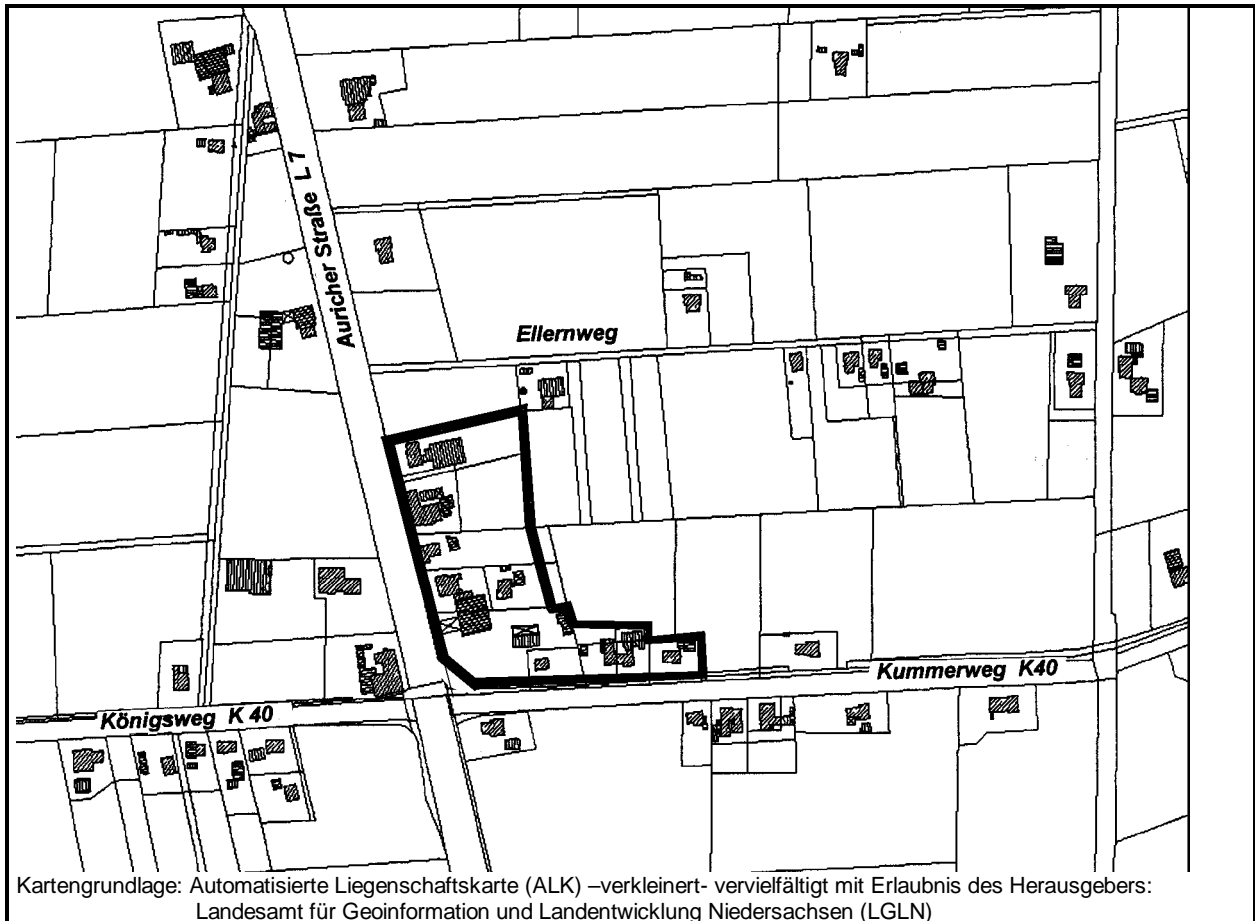 Auricher Straße L 7
Ellernweg
Kummerweg K40
Königsweg K 40
Kartengrundlage: Automatisierte Liegenschaftskarte (ALK) –verkleinert- vervielfältigt mit Erlaubnis des Herausgebers:
Landesamt für Geoinformation und Landentwicklung Niedersachsen (LGLN)